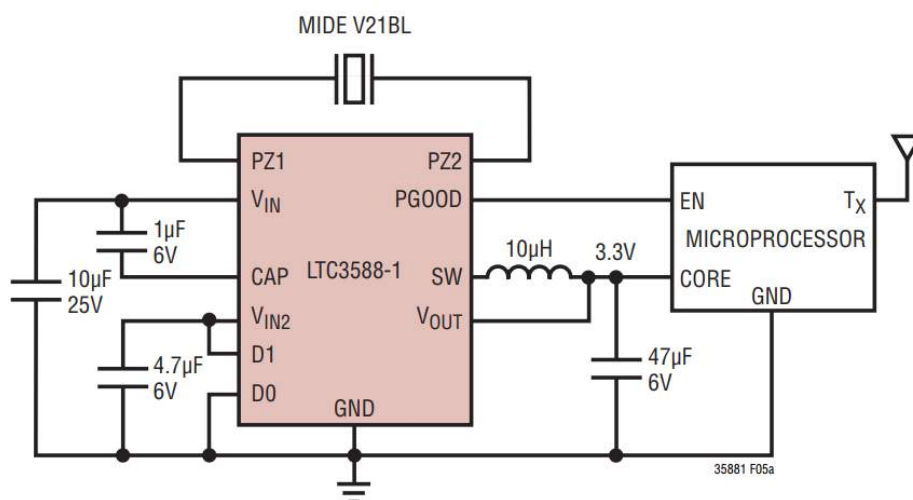 MIDE V21BL
PZ1
PZ2
VIN
PGOOD
EN
TX
1µF
6V
MICROPROCESSOR
10µH
3.3V
10µF
25V
CAP
LTC3588-1
SW
CORE
GND
VIN2
VOUT
4.7µF
6V
D1
47µF
6V
D0
GND
35881 F05a